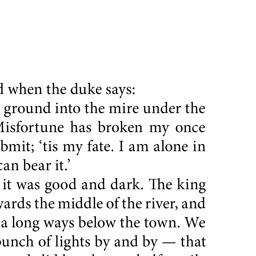 when the duke says:
ground into the mire under the
Misfortune has broken my once
bmit; ‘tis my fate. I am alone in
can bear it.’
it was good and dark. The king
wards the middle of the river, and
a long ways below the town. We
bunch of lights by and by — that